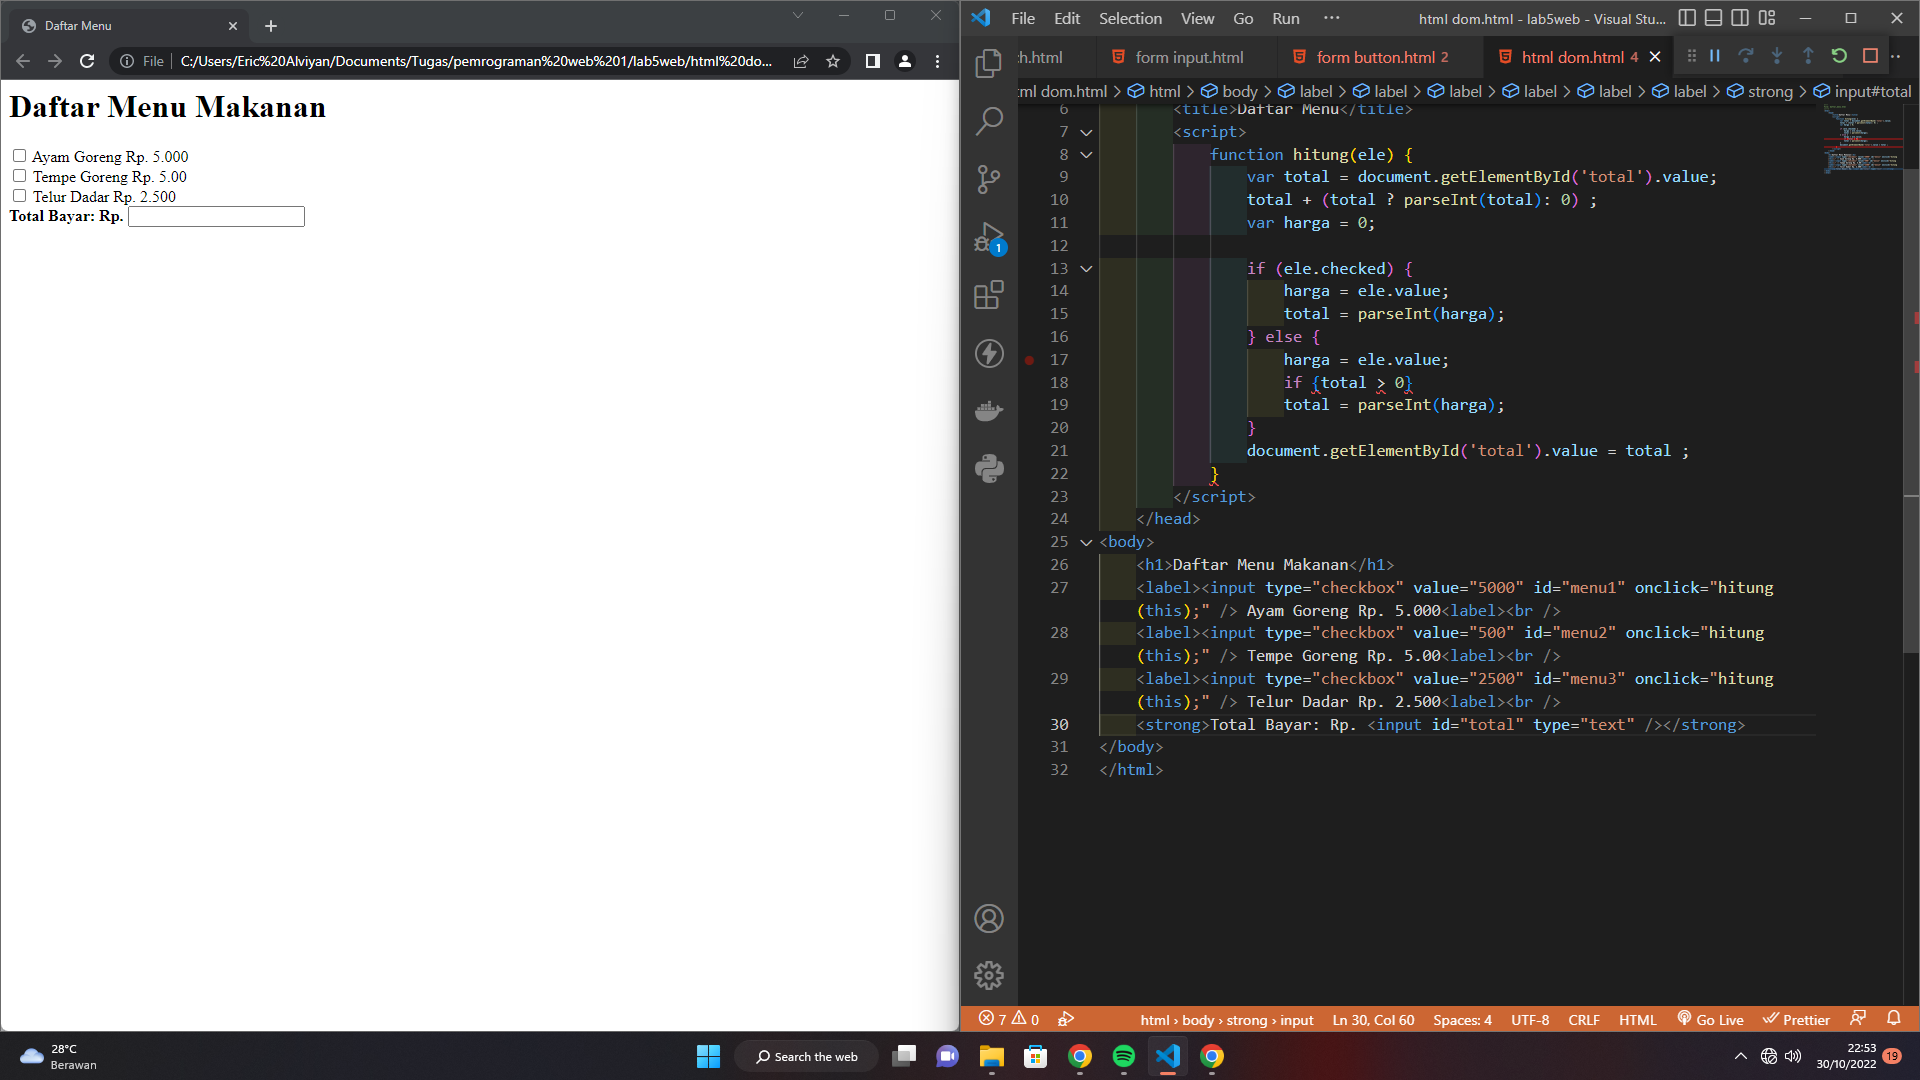 Daftar Menu
File
C:/Users/Eric%20Alviyan/Documents/Tugas/pemrograman%20web%201/lab5web/html%20do...
Daftar Menu Makanan
Ayam Goreng Rp. 5.000
Tempe Goreng Rp. 5.00
Telur Dadar Rp. 2.500
Total Bayar: Rp.
File Edit Selection View Go Run ··· html dom.html - lab5web - Visual Stu...
ch.html form input.html form button.html 2 html dom.html 4
ml dom.html > html > body > label > label > label > label > label > label > strong > input#total
6 <title>Daftar Menu</title>
7 <script>
8 function hitung(ele) {
9 var total = document.getElementById('total').value;
10 total + (total ? parseInt(total): 0) ;
11 var harga = 0;
12
13 if (ele.checked) {
14 harga = ele.value;
15 total = parseInt(harga);
16 } else {
17 harga = ele.value;
18 if {total > 0}
19 total = parseInt(harga);
20 }
21 document.getElementById('total').value = total ;
22 }
23 </script>
24 </head>
25 <body>
26 <h1>Daftar Menu Makanan</h1>
27 <label><input type="checkbox" value="5000" id="menu1" onclick="hitung
(this);" /> Ayam Goreng Rp. 5.000<label><br />
28 <label><input type="checkbox" value="500" id="menu2" onclick="hitung
(this);" /> Tempe Goreng Rp. 5.00<label><br />
29 <label><input type="checkbox" value="2500" id="menu3" onclick="hitung
(this);" /> Telur Dadar Rp. 2.500<label><br />
30 <strong>Total Bayar: Rp. <input id="total" type="text" /></strong>
31 </body>
32 </html>
1
7 0 html › body › strong › input Ln 30, Col 60 Spaces: 4 UTF-8 CRLF HTML Go Live Prettier
28°C
Berawan
Search the web
22:53
30/10/2022
19